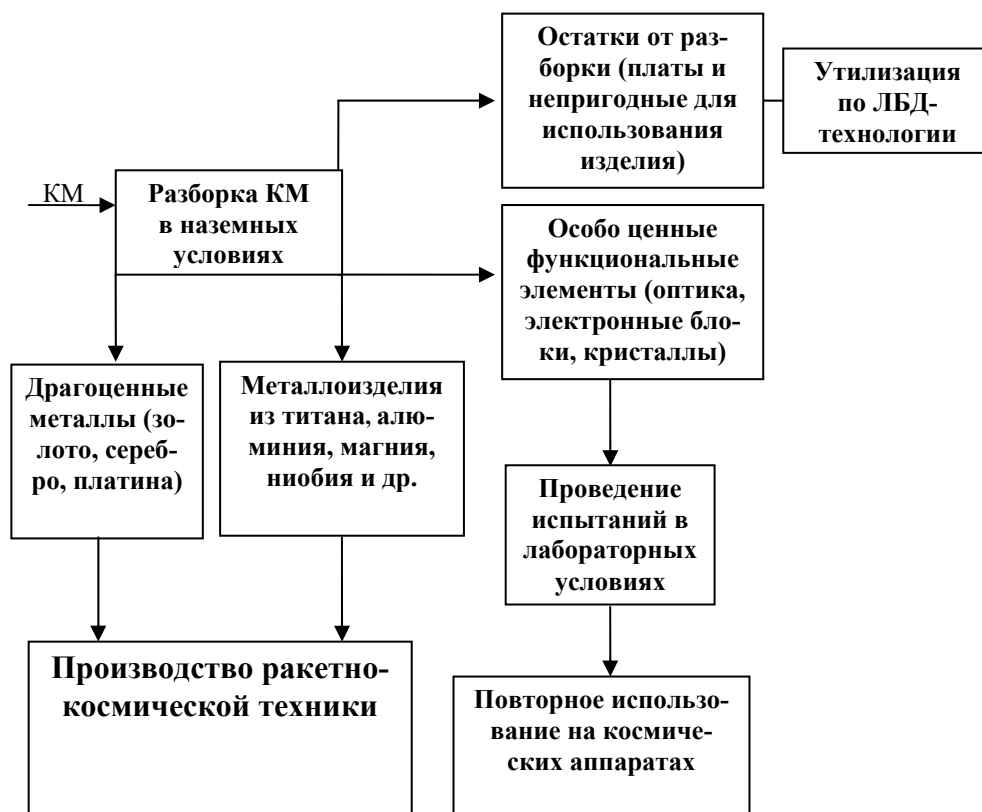 Остатки от раз-
борки (платы и
непригодные для
использования
изделия)
Утилизация
по ЛБД-
технологии
КМ
Разборка КМ
в наземных
условиях
Особо ценные
функциональные
элементы (оптика,
электронные бло-
ки, кристаллы)
Драгоценные
металлы (зо-
лото, сереб-
ро, платина)
Металлоизделия
из титана, алю-
миния, магния,
ниобия и др.
Проведение
испытаний в
лабораторных
условиях
Производство ракетно-
космической техники
Повторное использо-
вание на космиче-
ских аппаратах